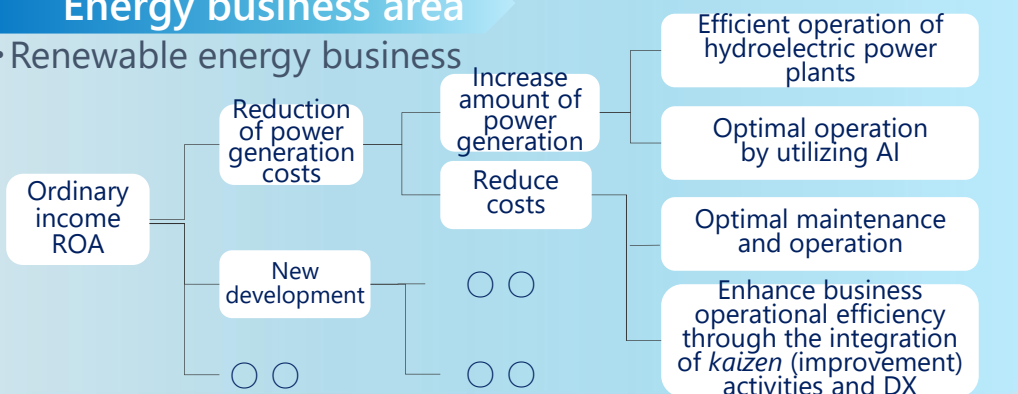 Energy business area
・Renewable energy business
Ordinary
income
ROA
Reduction
of power
generation
costs
New
development
○○
Increase
amount of
power
generation
Reduce
costs
○○
○○
Efficient operation of
hydroelectric power
plants
Optimal operation
by utilizing AI
Optimal maintenance
and operation
Enhance business
operational efficiency
through the integration
of kaizen (improvement)
activities and DX